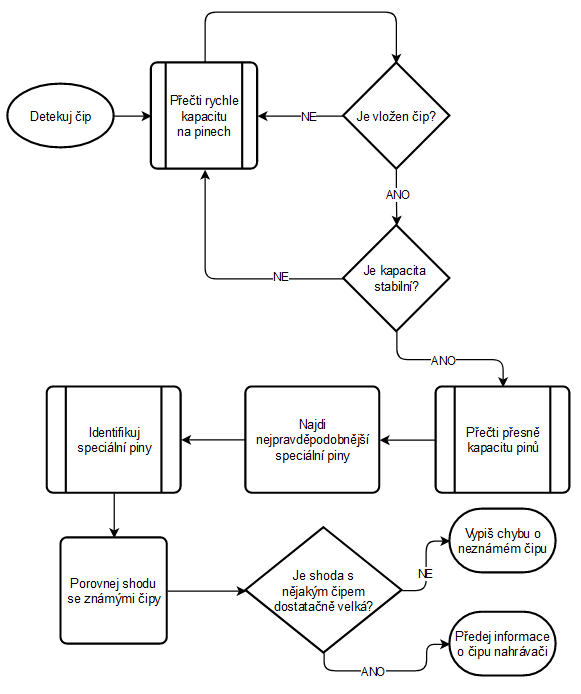 Detekuj čip
Přečti rychle
kapacitu
na pinech
Je vložen čip?
NE
ANO
Je kapacita
stabilní?
NE
ANO
Přečti přesně
kapacitu pinů
Najdi
nejpravděpodobnější
speciální piny
Identifikuj
speciální piny
Porovnej shodu
se známými čipy
Je shoda s
nějakým čipem
dostatačně velká?
NE
Vypiš chybu o
neznámém čipu
ANO
Předej informace
o čipu nahrávači